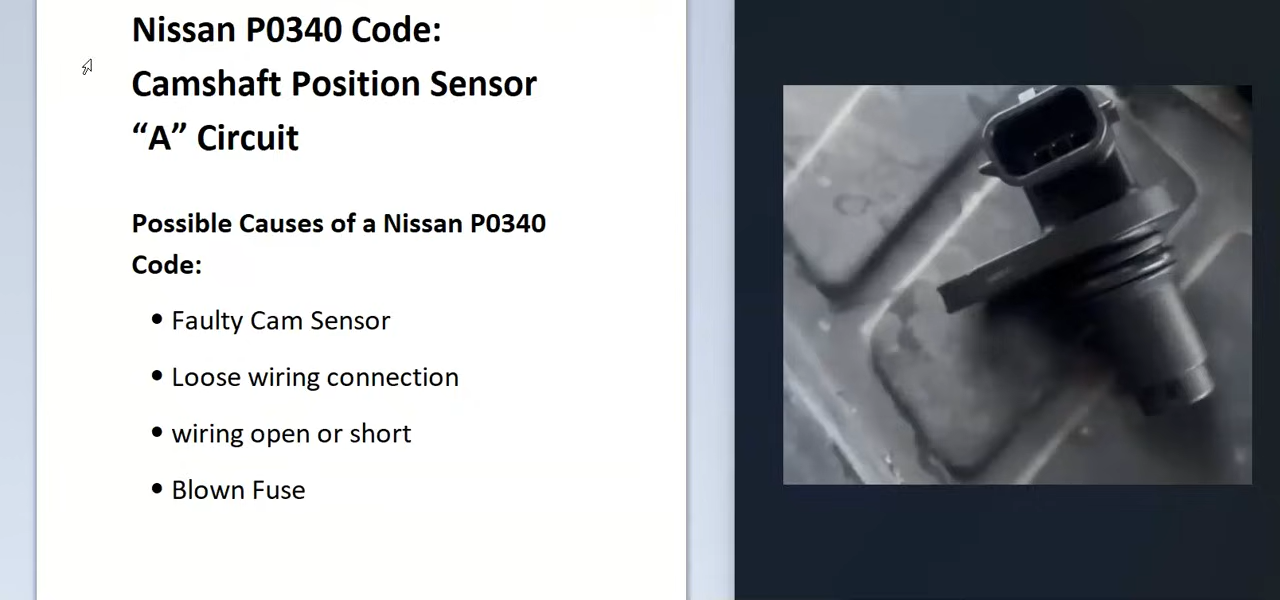 Nissan P0340 Code:
Camshaft Position Sensor
“A” Circuit
Possible Causes of a Nissan P0340
Code:
• Faulty Cam Sensor
• Loose wiring connection
• wiring open or short
• Blown Fuse